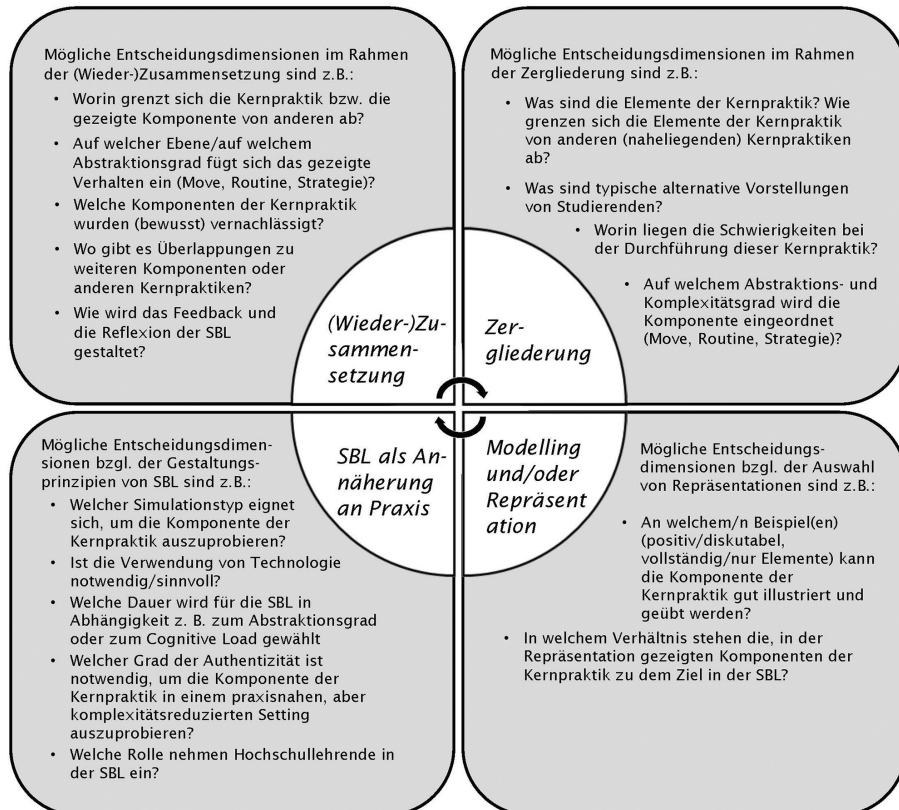 Mögliche Entscheidungsdimensionen im Rahmen
der (Wieder-)Zusammensetzung sind z.B.:
• Worin grenzt sich die Kernpraktik bzw. die
gezeigte Komponente von anderen ab?
• Auf welcher Ebene/auf welchem
Abstraktionsgrad fügt sich das gezeigte
Verhalten ein (Move, Routine, Strategie)?
• Welche Komponenten der Kernpraktik
wurden (bewusst) vernachlässigt?
• Wo gibt es Überlappungen zu
weiteren Komponenten oder
anderen Kernpraktiken?
• Wie wird das Feedback und
die Reflexion der SBL
gestaltet?
(Wieder-)Zu-
sammen-
setzung
Mögliche Entscheidungsdimensionen im Rahmen
der Zergliederung sind z.B.:
• Was sind die Elemente der Kernpraktik? Wie
grenzen sich die Elemente der Kernpraktik
von anderen (naheliegenden) Kernpraktiken
ab?
• Was sind typische alternative Vorstellungen
von Studierenden?
• Worin liegen die Schwierigkeiten bei
der Durchführung dieser Kernpraktik?
• Auf welchem Abstraktions- und
Komplexitätsgrad wird die
Komponente eingeordnet
(Move, Routine, Strategie)?
Zer-
gliederung
Mögliche Entscheidungsdimen-
sionen bzgl. der Gestaltungs-
prinzipien von SBL sind z.B.:
• Welcher Simulationstyp eignet
sich, um die Komponente der
Kernpraktik auszuprobieren?
• Ist die Verwendung von Technologie
notwendig/sinnvoll?
• Welche Dauer wird für die SBL in
Abhängigkeit z. B. zum Abstraktionsgrad
oder zum Cognitive Load gewählt
• Welcher Grad der Authentizität ist
notwendig, um die Komponente der
Kernpraktik in einem praxisnahen, aber
komplexitätsreduzierten Setting
auszuprobieren?
• Welche Rolle nehmen Hochschullehrende in
der SBL ein?
SBL als An-
näherung
an Praxis
Modelling
und/oder
Repräsent
ation
Mögliche Entscheidungs-
dimensionen bzgl. der Auswahl
von Repräsentationen sind z.B.:
• An welchem/n Beispiel(en)
(positiv/diskutabel,
vollständig/nur Elemente) kann
die Komponente der
Kernpraktik gut illustriert und
geübt werden?
• In welchem Verhältnis stehen die, in der
Repräsentation gezeigten Komponenten der
Kernpraktik zu dem Ziel in der SBL?